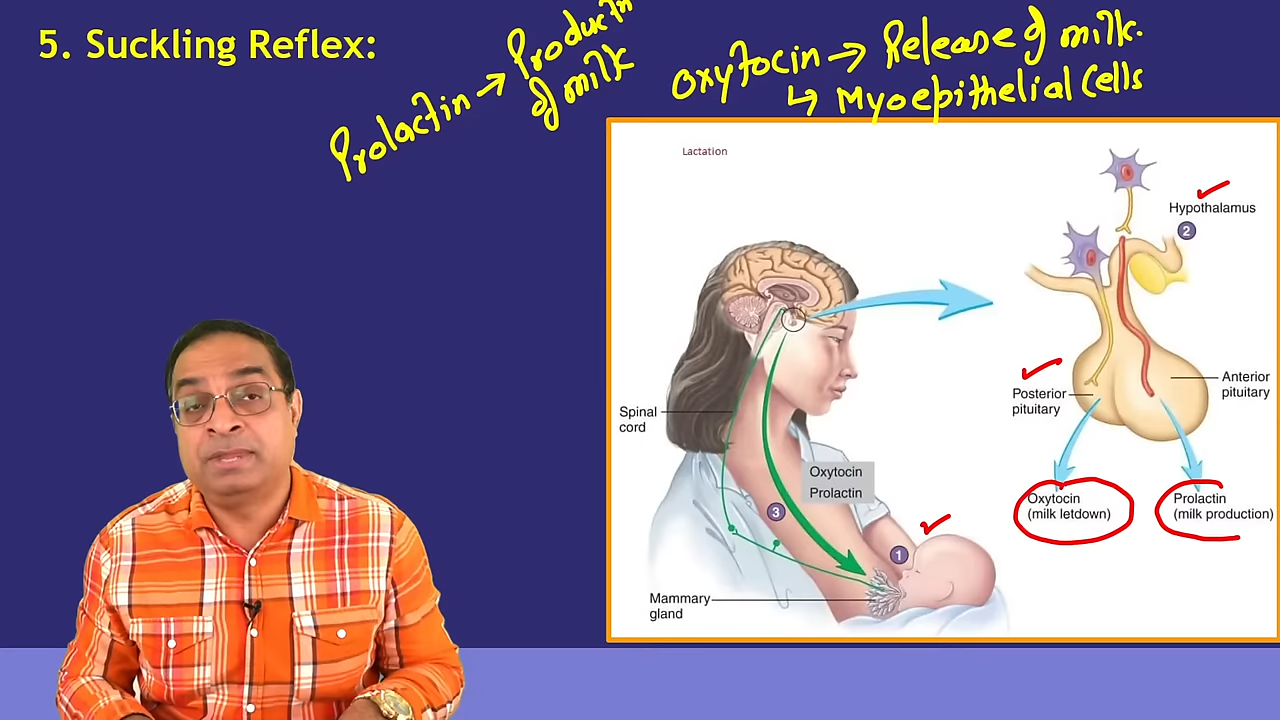 5. Suckling Reflex:
Prolactin → Productn
of milk
Oxytocin → Release of milk.
↳ Myoepithelial Cells
Lactation
Hypothalamus
2
Spinal
cord
Posterior
pituitary
Anterior
pituitary
Oxytocin
Prolactin
3
Oxytocin
(milk letdown)
Prolactin
(milk production)
1
Mammary
gland